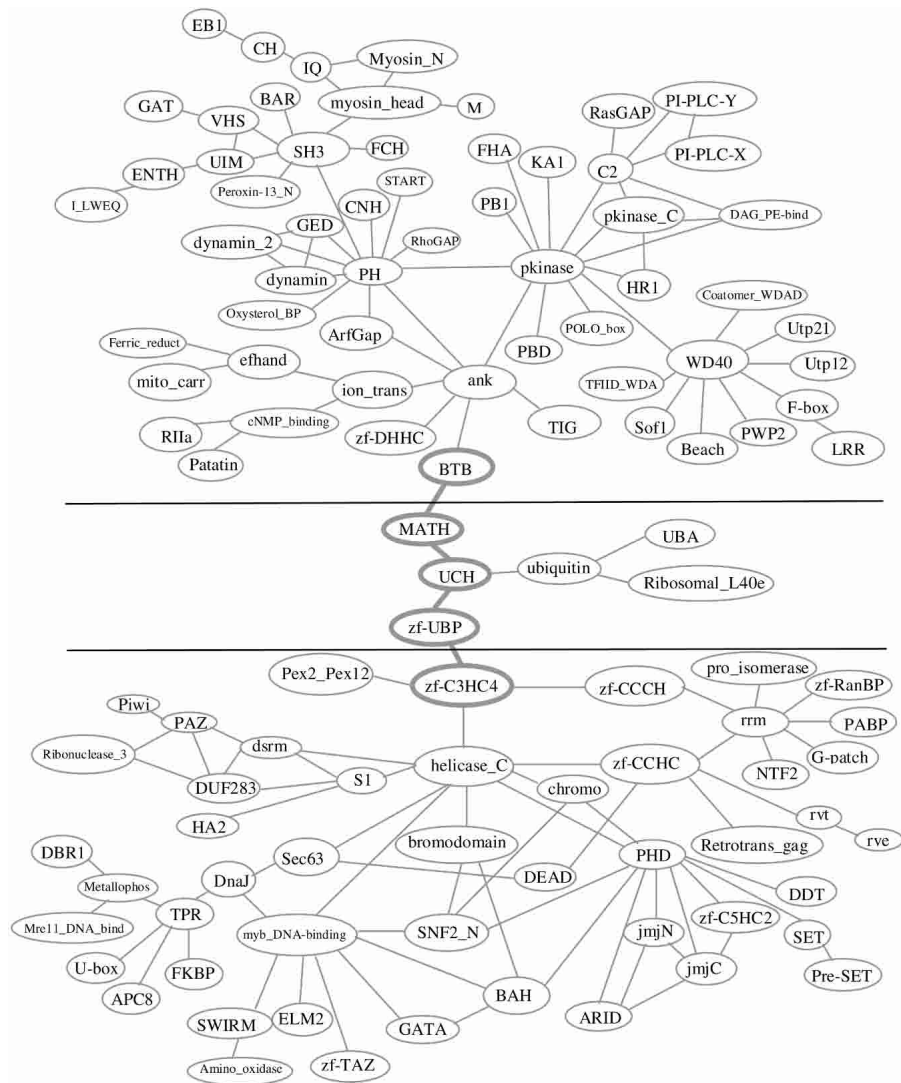 EB1
CH
IQ
Myosin_N
myosin_head
M
GAT
VHS
BAR
SH3
FCH
UIM
ENTH
Peroxin-13_N
I_LWEQ
START
CNH
GED
dynamin_2
RhoGAP
dynamin
PH
Oxysterol_BP
ArfGap
RasGAP
PI-PLC-Y
PI-PLC-X
FHA
KA1
C2
PB1
pkinase_C
DAG_PE-bind
pkinase
HR1
POLO_box
PBD
Coatomer_WDAD
Utp21
Utp12
WD40
TFIID_WDA
F-box
Sof1
Beach
PWP2
LRR
Ferric_reduct
efhand
mito_carr
ion_trans
ank
cNMP_binding
RIIa
Patatin
zf-DHHC
TIG
BTB
MATH
UCH
ubiquitin
UBA
Ribosomal_L40e
zf-UBP
Pex2_Pex12
zf-C3HC4
zf-CCCH
pro_isomerase
zf-RanBP
rrm
PABP
G-patch
NTF2
Piwi
PAZ
Ribonuclease_3
dsrm
DUF283
S1
HA2
helicase_C
zf-CCHC
chromo
rvt
rve
Retrotrans_gag
bromodomain
Sec63
DEAD
PHD
DBR1
Metallophos
DnaJ
TPR
Mre11_DNA_bind
U-box
APC8
FKBP
myb_DNA-binding
SNF2_N
DDT
zf-C5HC2
SET
jmjN
jmjC
Pre-SET
BAH
ARID
SWIRM
ELM2
GATA
Amino_oxidase
zf-TAZ